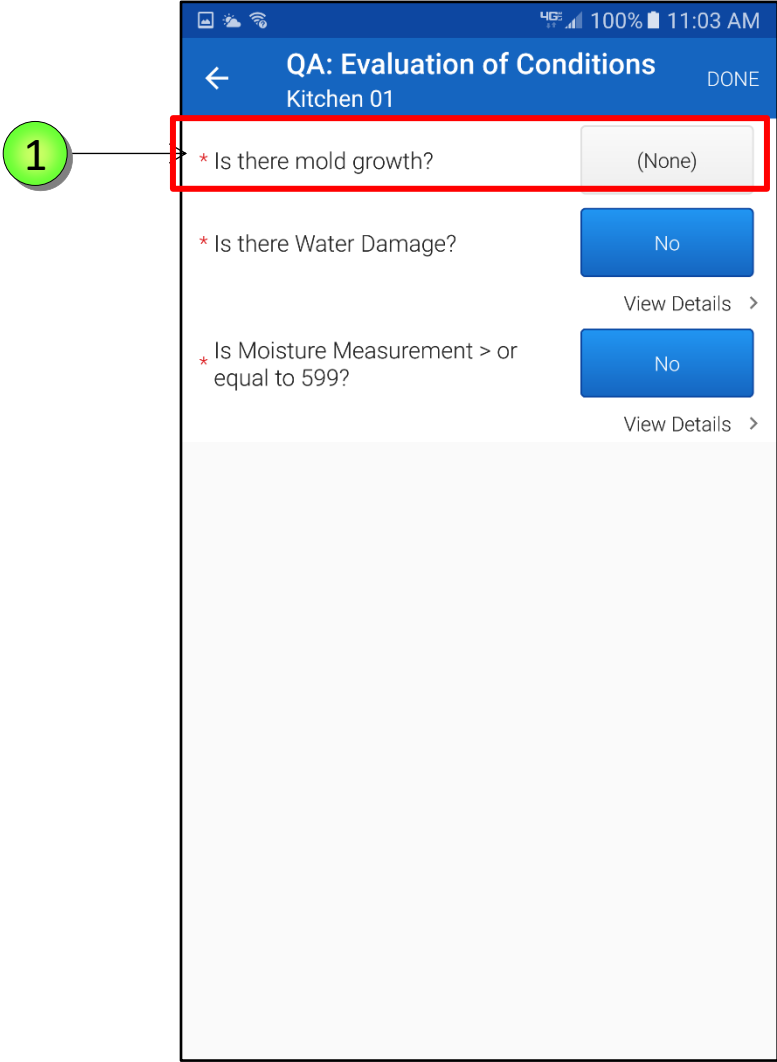 4G 100% 11:03 AM
QA: Evaluation of Conditions
Kitchen 01
DONE
1
* Is there mold growth?
(None)
* Is there Water Damage?
No
View Details >
* Is Moisture Measurement > or
equal to 599?
No
View Details >